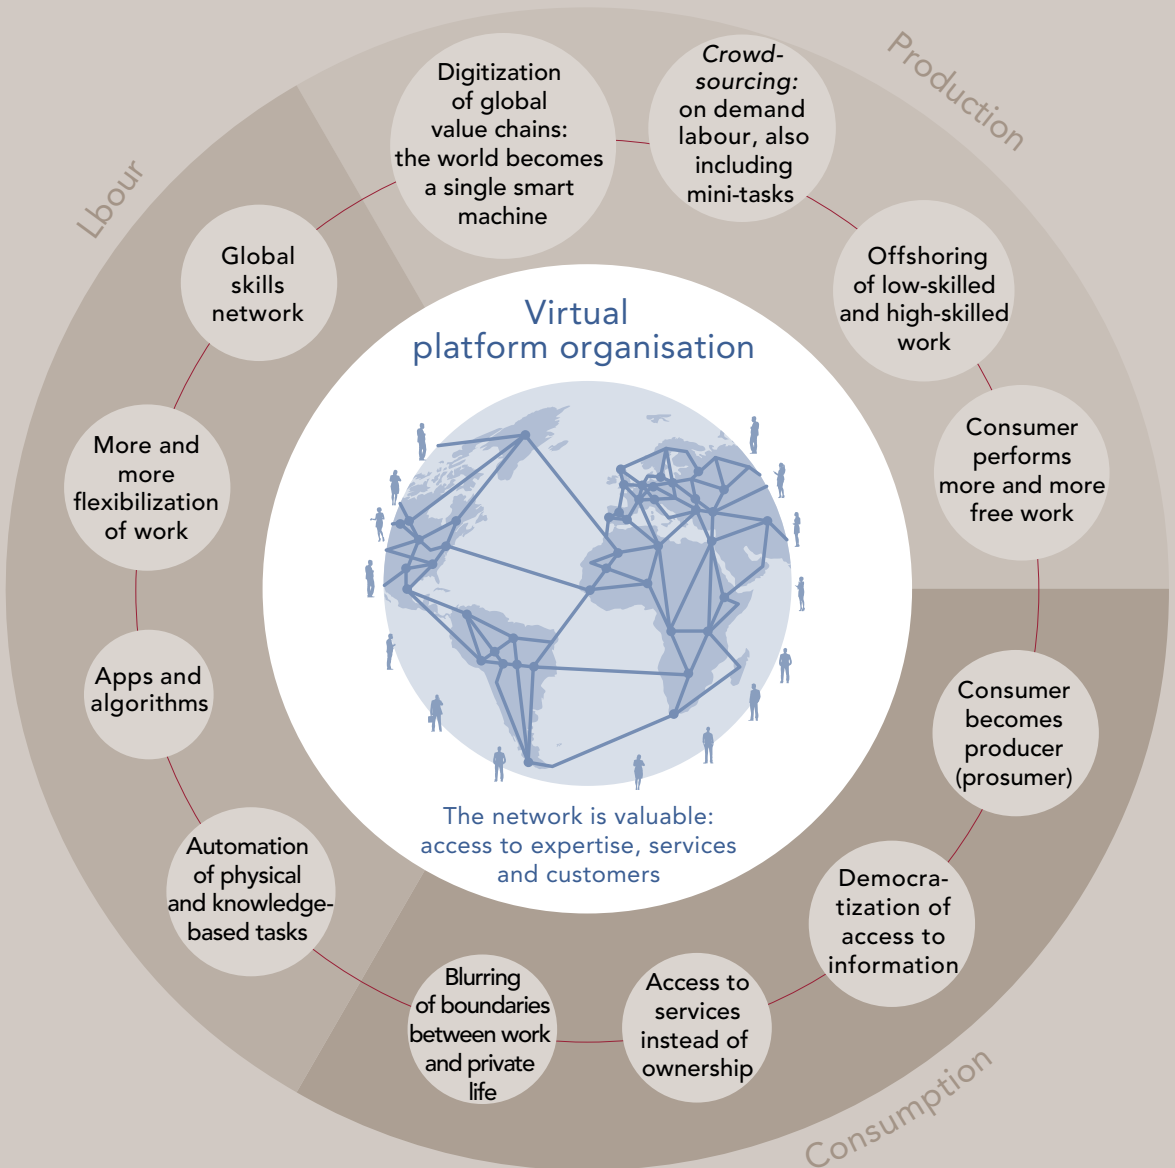 Production
Crowd-
sourcing:
on demand
labour, also
including
mini-tasks
Digitization
of global
value chains:
the world becomes
a single smart
machine
Lbour
Global
skills
network
Offshoring
of low-skilled
and high-skilled
work
Virtual
platform organisation
More and
more
flexibilization
of work
Consumer
performs
more and more
free work
Apps and
algorithms
Consumer
becomes
producer
(prosumer)
The network is valuable:
access to expertise, services
and customers
Automation
of physical
and knowledge-
based tasks
Democra-
tization of
access to
information
Blurring
of boundaries
between work
and private
life
Access to
services
instead of
ownership
Consumption